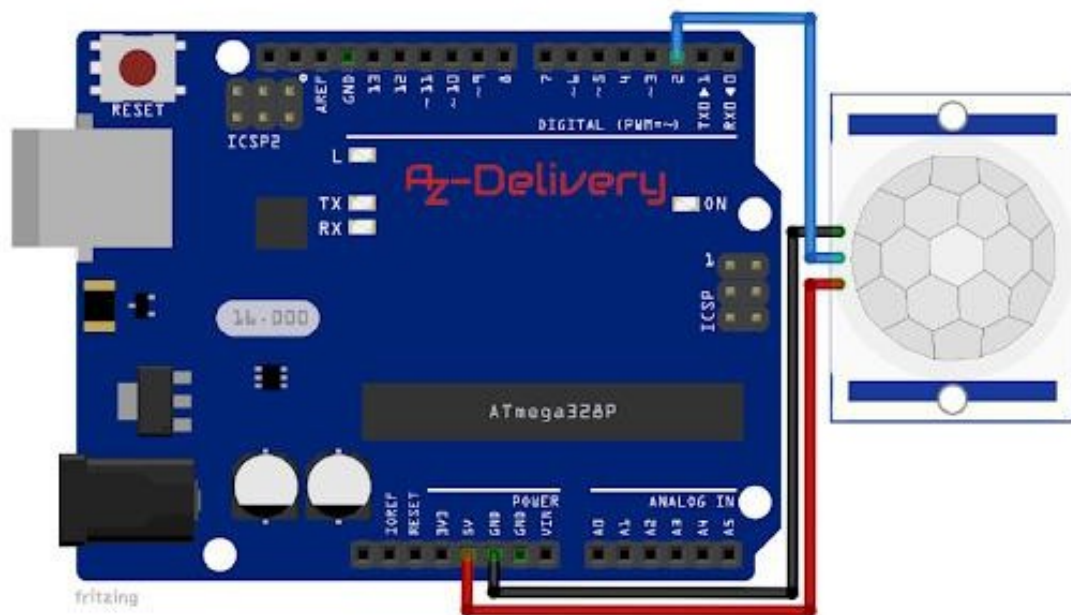 RESET
ICSP2
AREF
GND
13
12
~11
~10
~9
8
7
~6
~5
4
~3
2
TX0 ▶ 1
RX0 ◀ 0
DIGITAL (PWM=~)
L
TX
RX
Az-Delivery
ON
1
ICSP
16.000
ATmega328P
POWER
ANALOG IN
IOREF
RESET
3V3
5V
GND
GND
VIN
A0
A1
A2
A3
A4
A5
fritzing